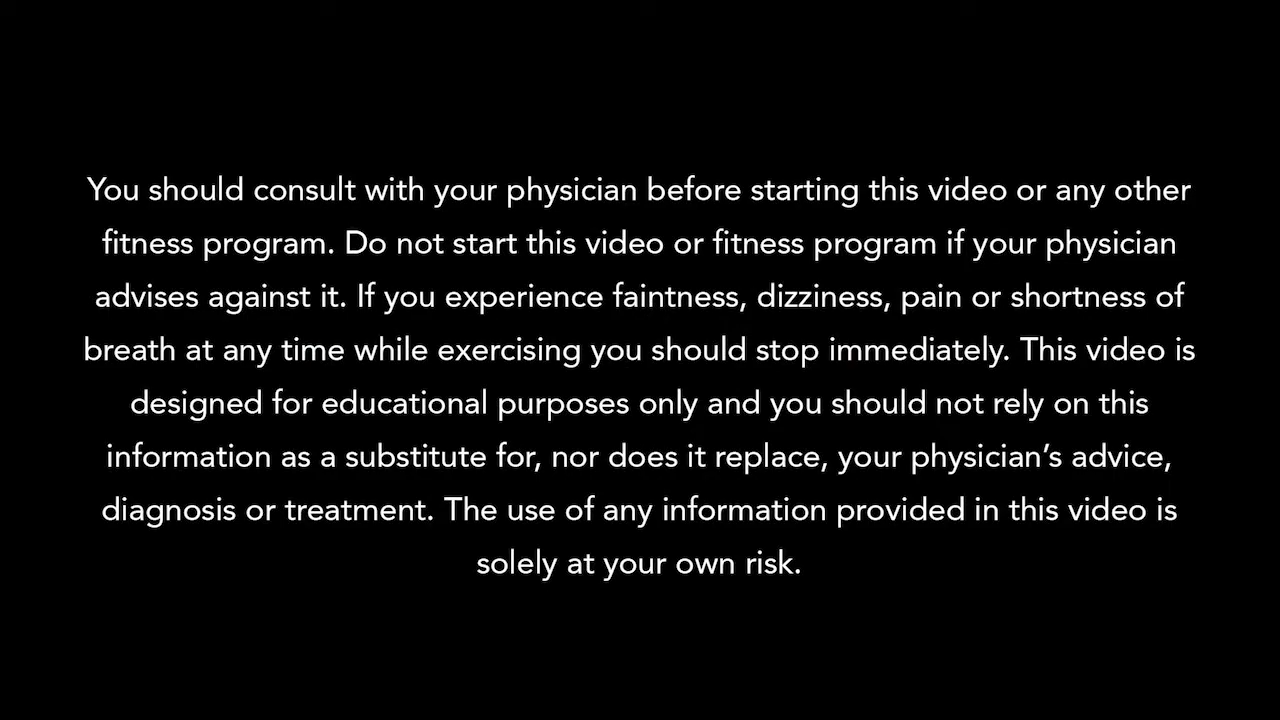 You should consult with your physician before starting this video or any other
fitness program. Do not start this video or fitness program if your physician
advises against it. If you experience faintness, dizziness, pain or shortness of
breath at any time while exercising you should stop immediately. This video is
designed for educational purposes only and you should not rely on this
information as a substitute for, nor does it replace, your physician’s advice,
diagnosis or treatment. The use of any information provided in this video is
solely at your own risk.